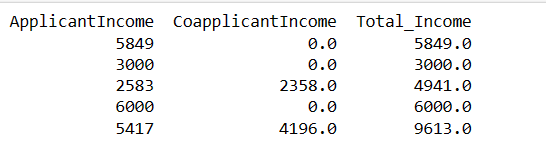 ApplicantIncome CoapplicantIncome Total_Income
5849 0.0 5849.0
3000 0.0 3000.0
2583 2358.0 4941.0
6000 0.0 6000.0
5417 4196.0 9613.0